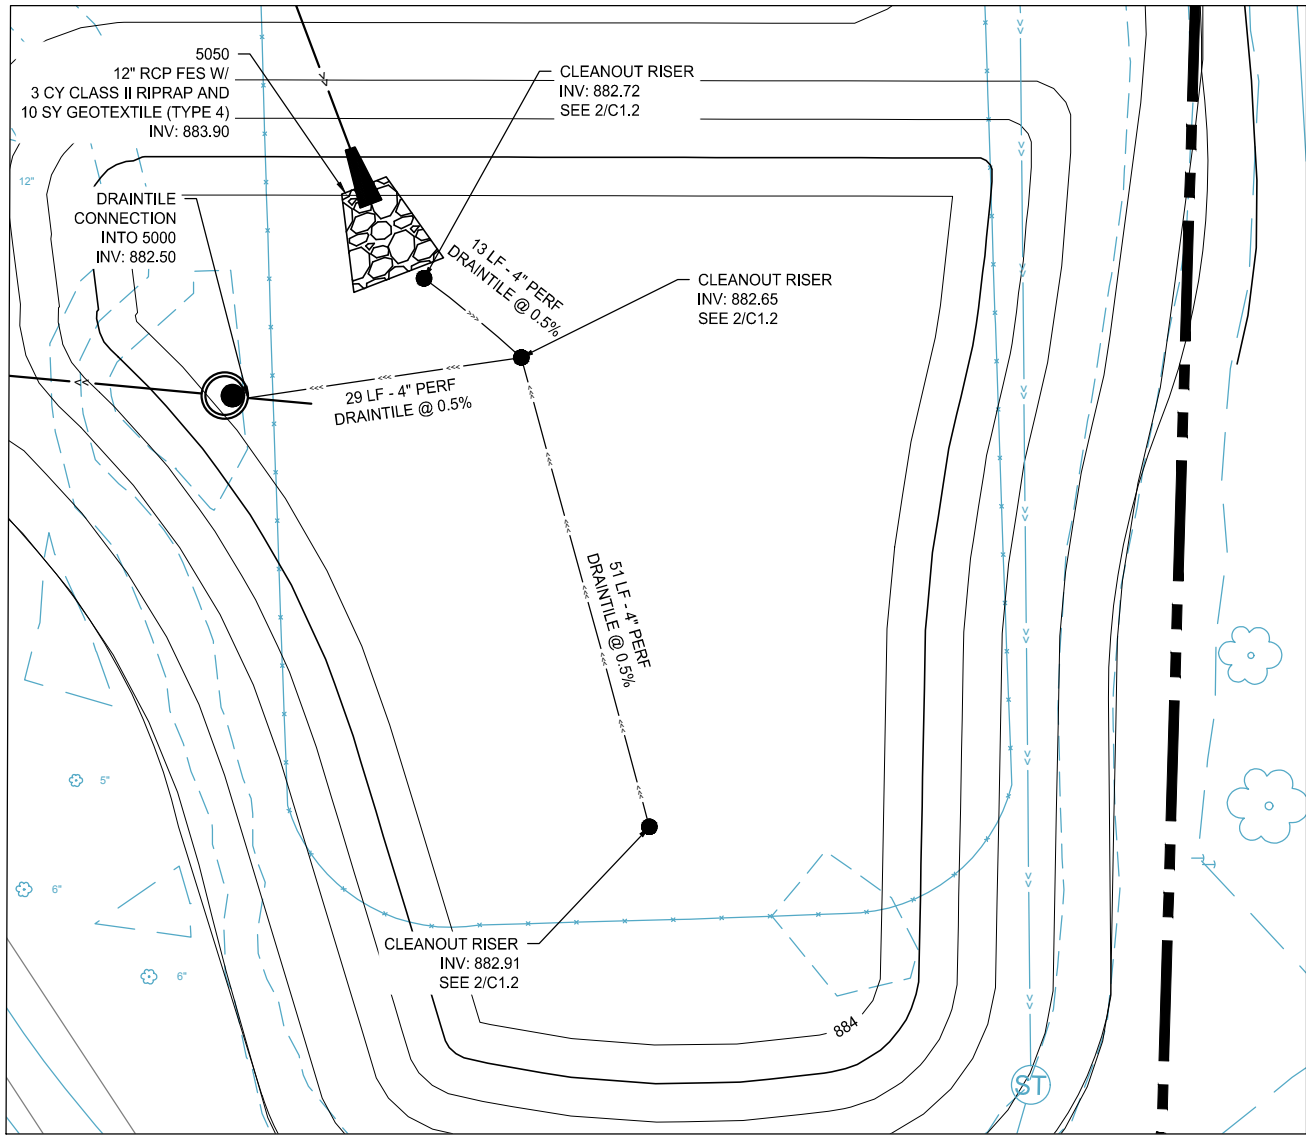 5050
12" RCP FES W/
3 CY CLASS II RIPRAP AND
10 SY GEOTEXTILE (TYPE 4)
INV: 883.90
CLEANOUT RISER
INV: 882.72
SEE 2/C1.2
12"
DRAINTILE
CONNECTION
INTO 5000
INV: 882.50
13 LF - 4" PERF
DRAINTILE @ 0.5%
CLEANOUT RISER
INV: 882.65
SEE 2/C1.2
29 LF - 4" PERF
DRAINTILE @ 0.5%
51 LF - 4" PERF
DRAINTILE @ 0.5%
5"
6"
6"
CLEANOUT RISER
INV: 882.91
SEE 2/C1.2
884
ST